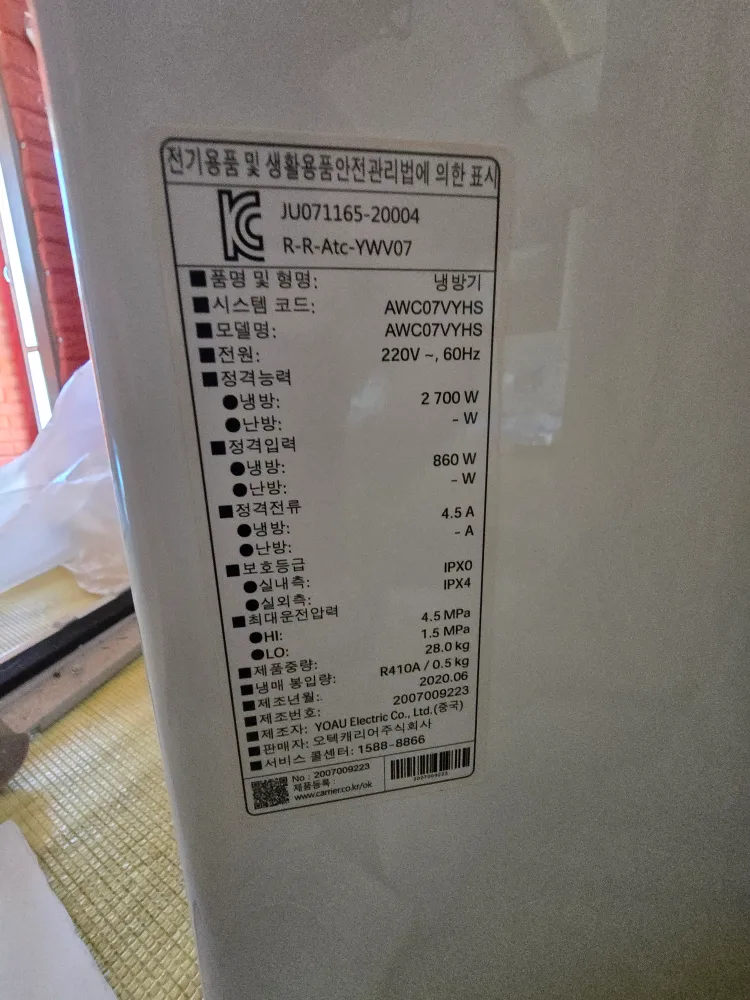 전기용품 및 생활용품안전관리법에 의한 표시
JU071165-20004
R-R-Atc-YWV07
■품명 및 형명: 냉방기
■시스템 코드: AWC07VYHS
■모델명: AWC07VYHS
■전원: 220V ~, 60Hz
■정격능력
●냉방: 2 700 W
●난방: - W
■정격입력
●냉방: 860 W
●난방: - W
■정격전류
●냉방: 4.5 A
●난방: - A
■보호등급
●실내측: IPX0
●실외측: IPX4
■최대운전압력
●HI: 4.5 MPa
●LO: 1.5 MPa
■제품중량: 28.0 kg
■냉매 봉입량: R410A / 0.5 kg
■제조년월: 2020.06
■제조번호: 2007009223
■제조자: YOAU Electric Co., Ltd.(중국)
■판매자: 오텍캐리어주식회사
■서비스 콜센터: 1588-8866
No : 2007009223
제품등록 :
www.carrier.co.kr/ok
2007009223